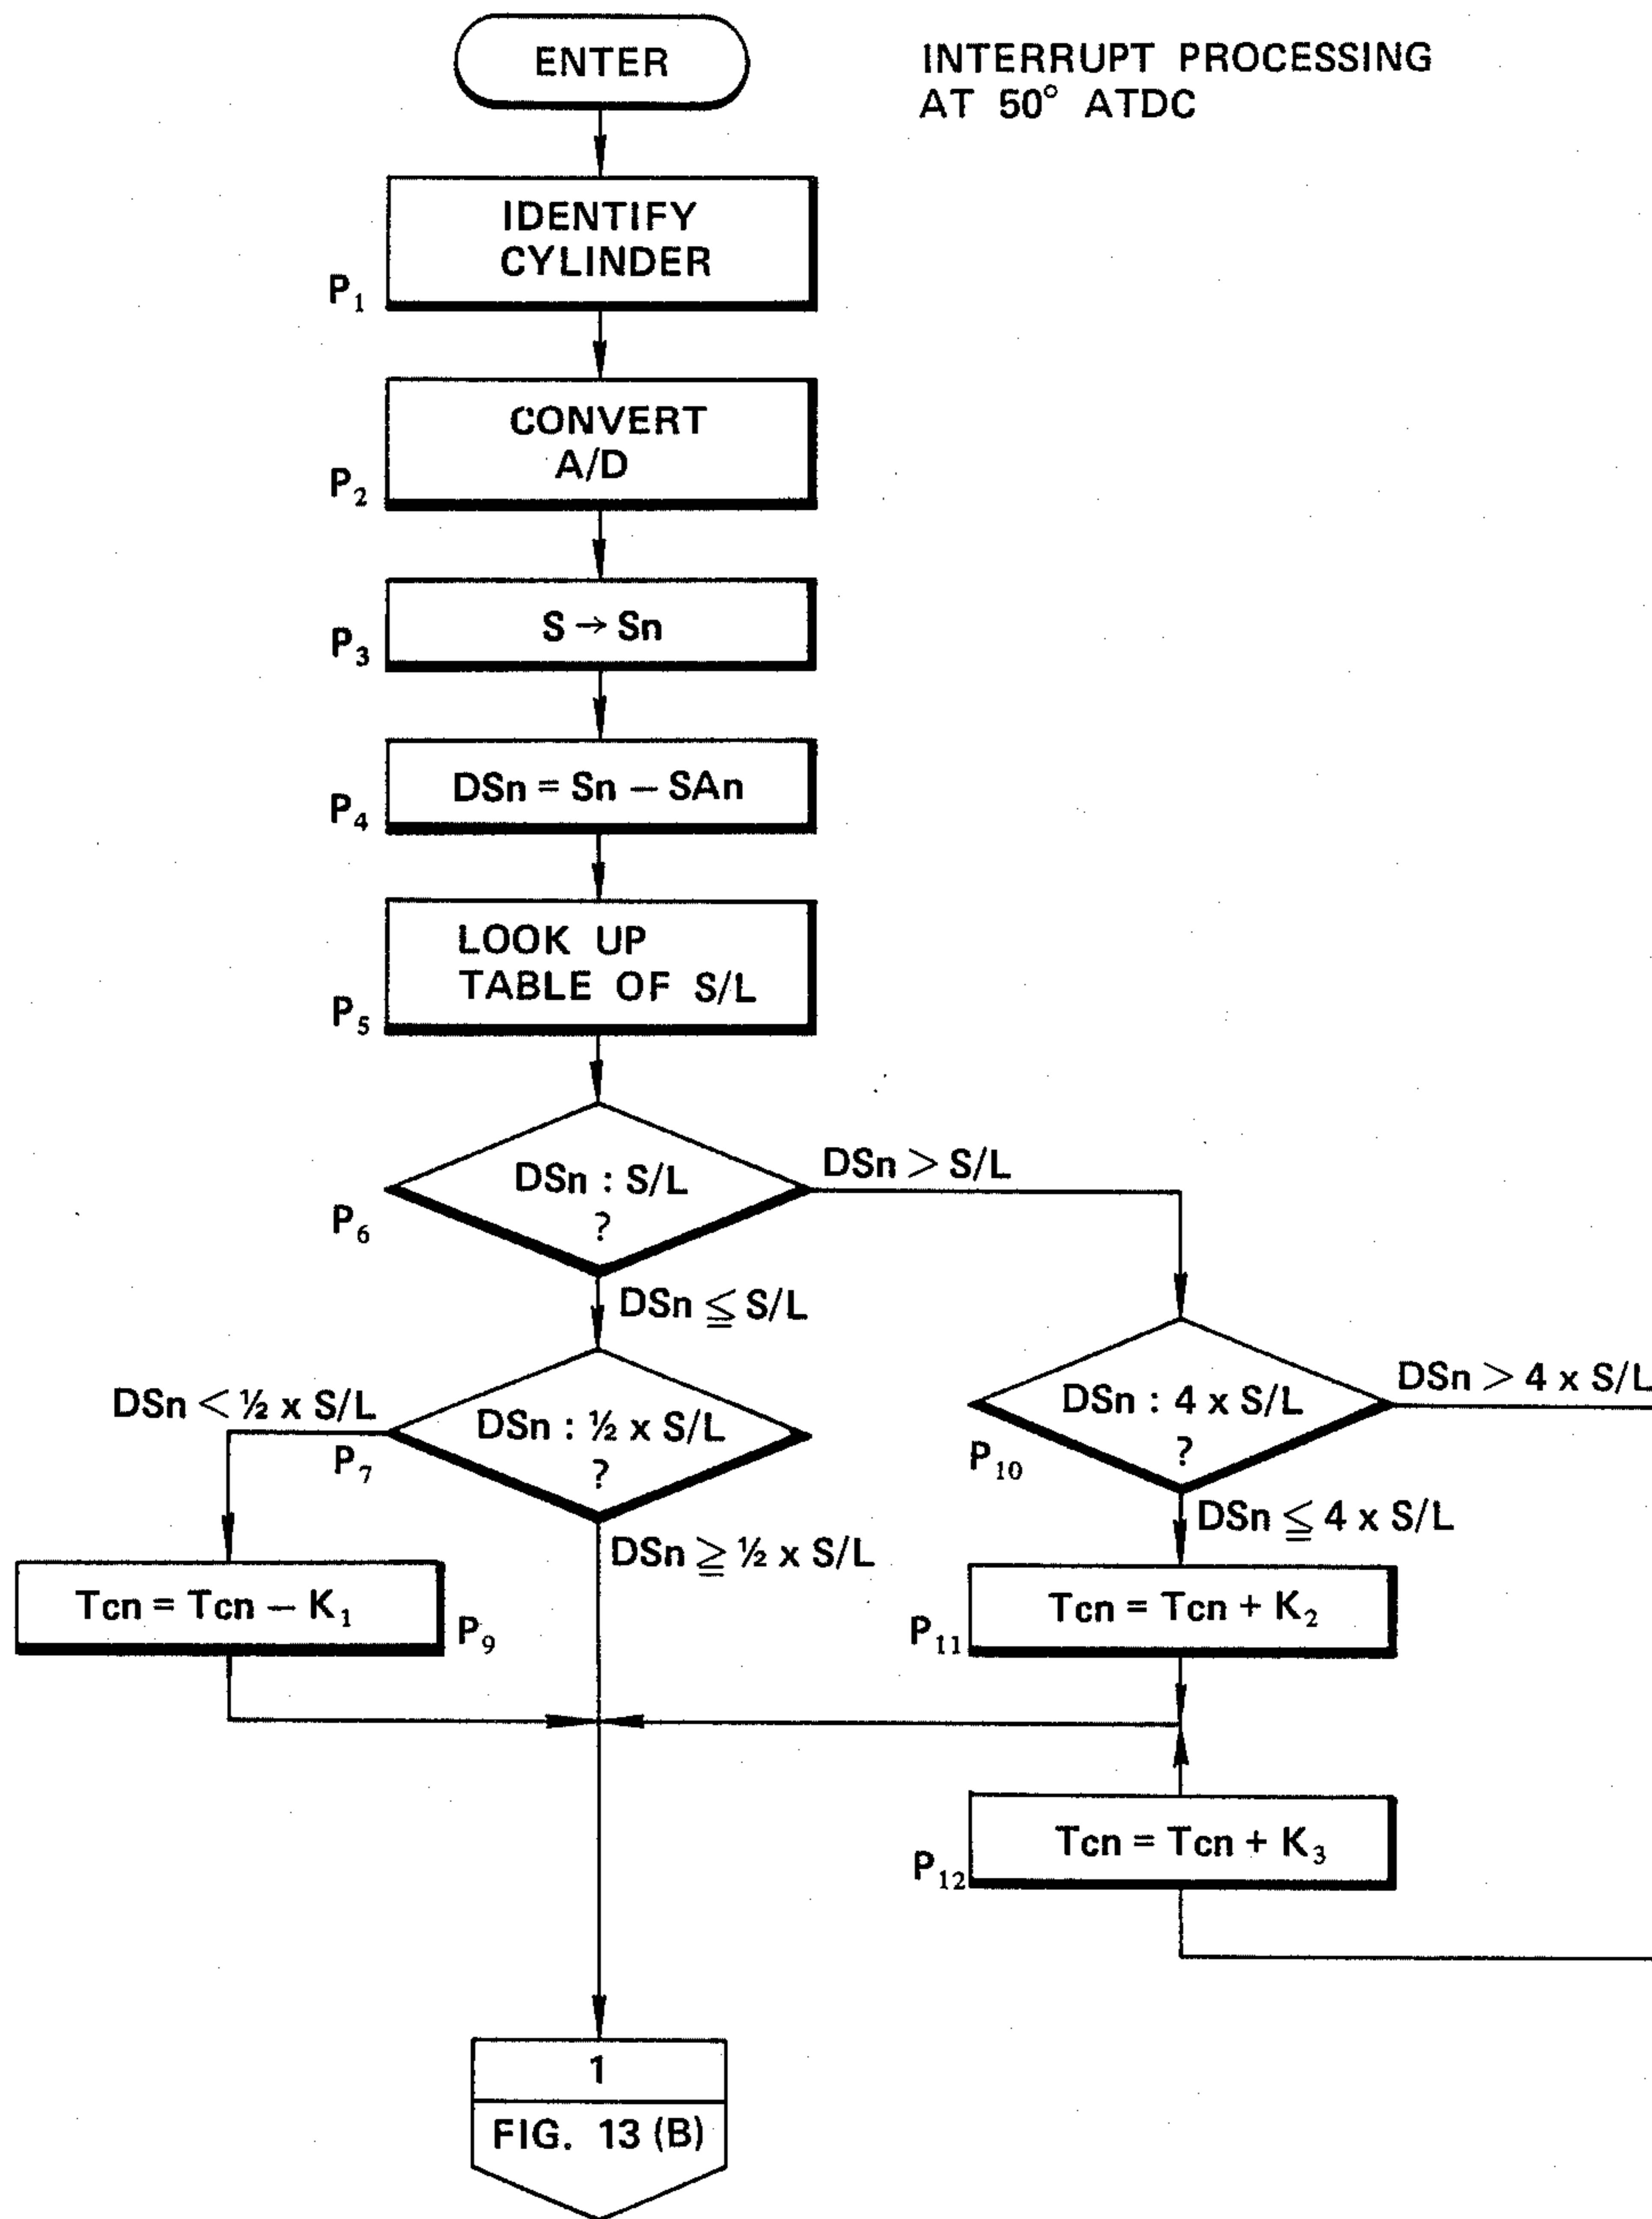 ENTER
INTERRUPT PROCESSING
AT 50° ATDC
IDENTIFY
CYLINDER
P₁
CONVERT
A/D
P₂
S → Sn
P₃
DSn = Sn − SAn
P₄
LOOK UP
TABLE OF S/L
P₅
DSn : S/L
?
P₆
DSn > S/L
DSn ≦ S/L
DSn : ½ x S/L
?
P₇
DSn < ½ x S/L
DSn ≧ ½ x S/L
DSn : 4 x S/L
?
P₁₀
DSn > 4 x S/L
DSn ≦ 4 x S/L
Tcn = Tcn − K₁
P₉
Tcn = Tcn + K₂
P₁₁
Tcn = Tcn + K₃
P₁₂
1
FIG. 13 (B)